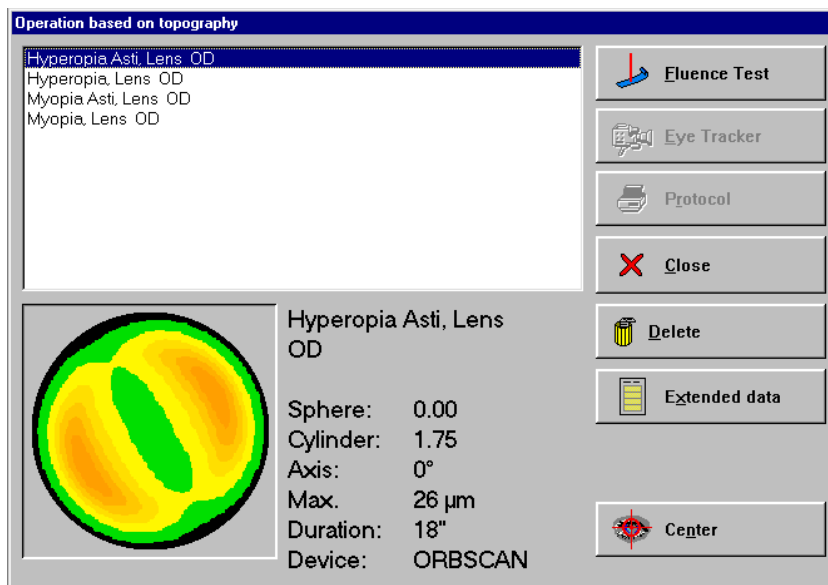 Operation based on topography
Hyperopia Asti, Lens OD
Hyperopia, Lens OD
Myopia Asti, Lens OD
Myopia, Lens OD
Fluence Test
Eye Tracker
Protocol
Close
Delete
Extended data
Center
Hyperopia Asti, Lens
OD
Sphere: 0.00
Cylinder: 1.75
Axis: 0°
Max. 26 µm
Duration: 18"
Device: ORBSCAN